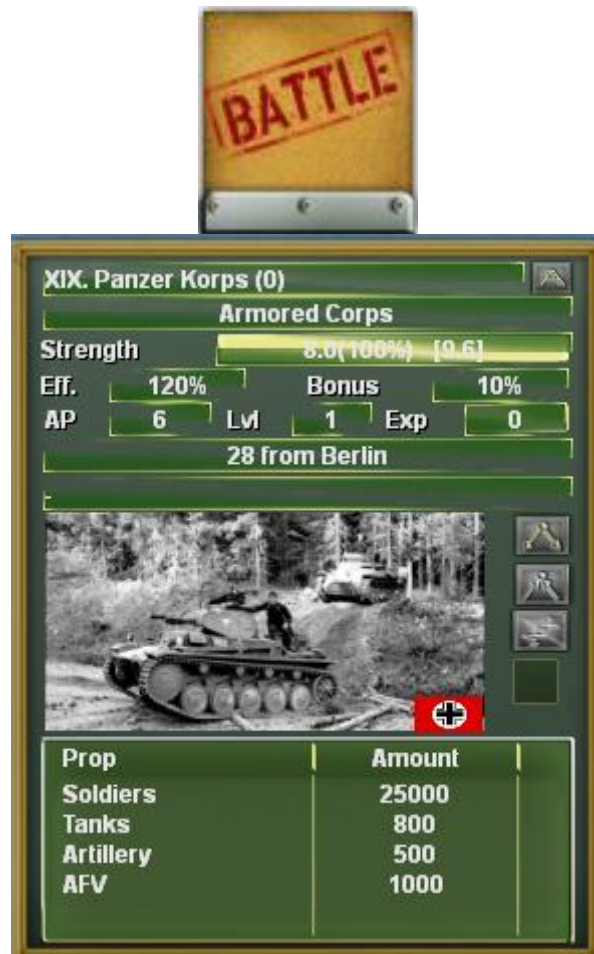 BATTLE
XIX. Panzer Korps (0)
Armored Corps
Strength 8.0(100%) [9.6]
Eff. 120% Bonus 10%
AP 6 Lvl 1 Exp 0
28 from Berlin
-
Prop Amount
Soldiers 25000
Tanks 800
Artillery 500
AFV 1000